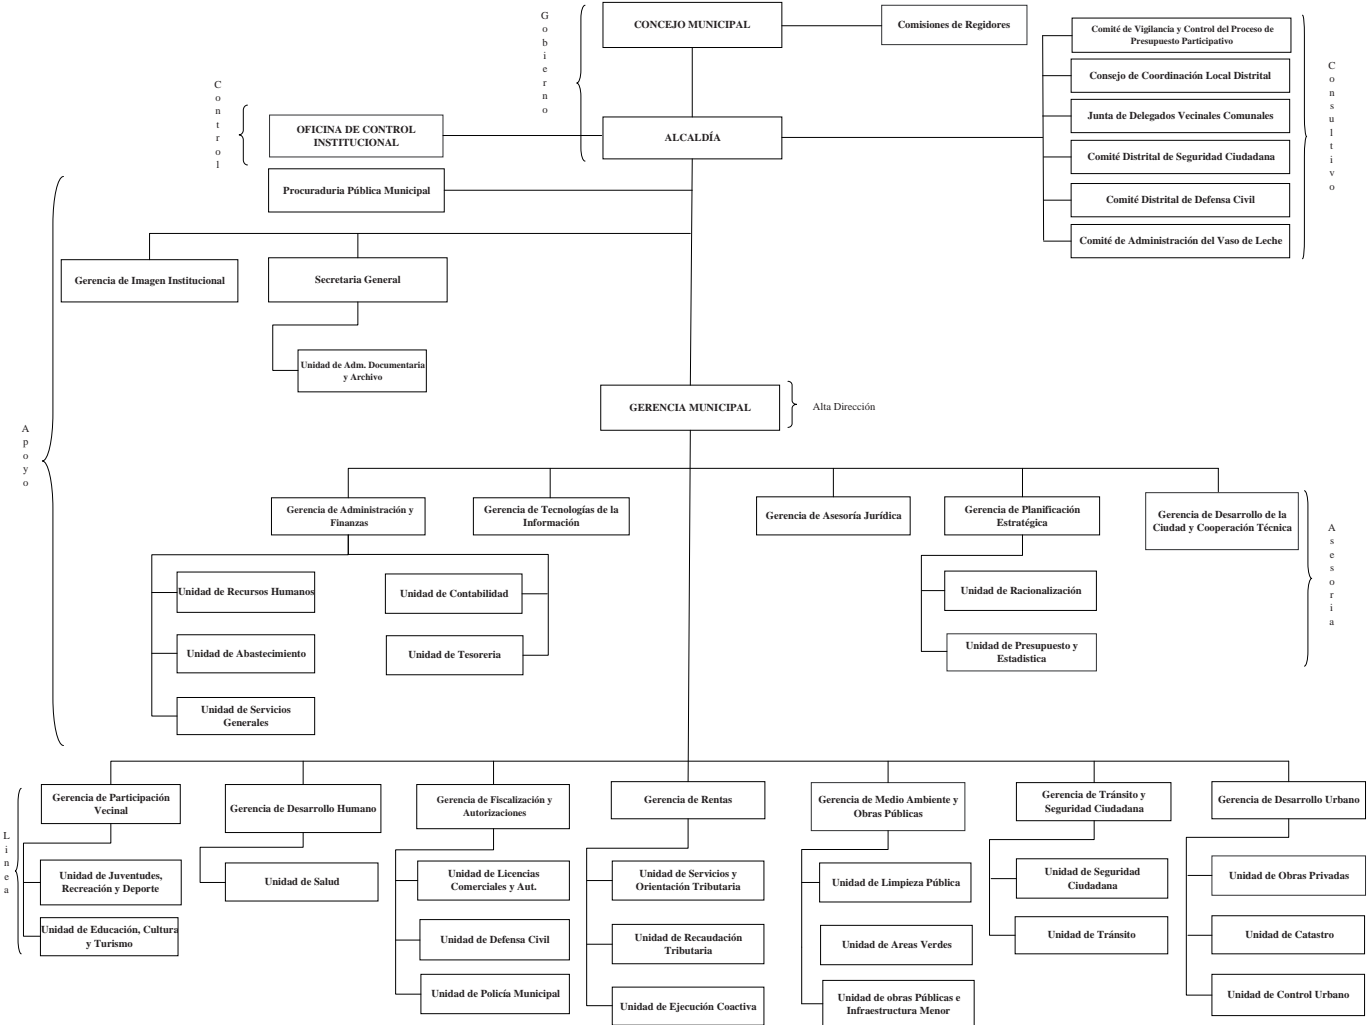 Gobierno
CONCEJO MUNICIPAL
Comisiones de Regidores
Comité de Vigilancia y Control del Proceso de
Presupuesto Participativo
Consejo de Coordinación Local Distrital
Junta de Delegados Vecinales Comunales
Comité Distrital de Seguridad Ciudadana
Comité Distrital de Defensa Civil
Comité de Administración del Vaso de Leche
Consultivo
Control
OFICINA DE CONTROL
INSTITUCIONAL
ALCALDÍA
Procuraduria Pública Municipal
Gerencia de Imagen Institucional
Secretaria General
Unidad de Adm. Documentaria
y Archivo
GERENCIA MUNICIPAL
Alta Dirección
Apoyo
Gerencia de Administración y
Finanzas
Gerencia de Tecnologías de la
Información
Gerencia de Asesoría Jurídica
Gerencia de Planificación
Estratégica
Gerencia de Desarrollo de la
Ciudad y Cooperación Técnica
Asesoria
Unidad de Recursos Humanos
Unidad de Contabilidad
Unidad de Racionalización
Unidad de Abastecimiento
Unidad de Tesoreria
Unidad de Presupuesto y
Estadistica
Unidad de Servicios
Generales
Linea
Gerencia de Participación
Vecinal
Gerencia de Desarrollo Humano
Gerencia de Fiscalización y
Autorizaciones
Gerencia de Rentas
Gerencia de Medio Ambiente y
Obras Públicas
Gerencia de Tránsito y
Seguridad Ciudadana
Gerencia de Desarrollo Urbano
Unidad de Juventudes,
Recreación y Deporte
Unidad de Salud
Unidad de Licencias
Comerciales y Aut.
Unidad de Servicios y
Orientación Tributaria
Unidad de Limpieza Pública
Unidad de Seguridad
Ciudadana
Unidad de Obras Privadas
Unidad de Educación, Cultura
y Turismo
Unidad de Defensa Civil
Unidad de Recaudación
Tributaria
Unidad de Areas Verdes
Unidad de Tránsito
Unidad de Catastro
Unidad de Policía Municipal
Unidad de Ejecución Coactiva
Unidad de obras Públicas e
Infraestructura Menor
Unidad de Control Urbano